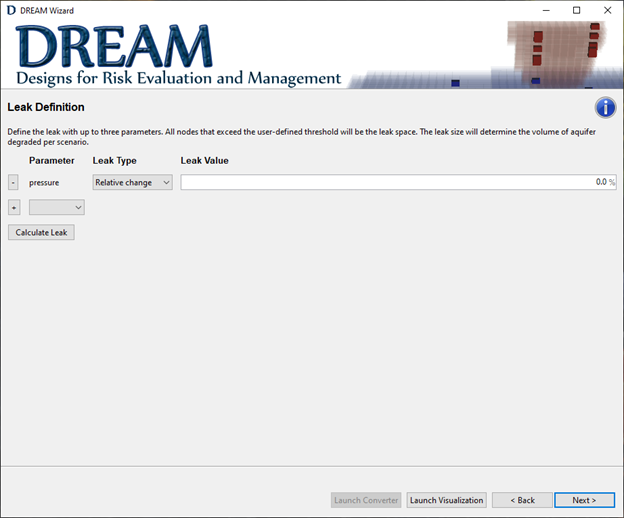 D DREAM Wizard
DREAM
Designs for Risk Evaluation and Management
Leak Definition
i
Define the leak with up to three parameters. All nodes that exceed the user-defined threshold will be the leak space. The leak size will determine the volume of aquifer
degraded per scenario.
Parameter Leak Type Leak Value
- pressure Relative change 0.0 %
+
Calculate Leak
Launch Converter Launch Visualization < Back Next >